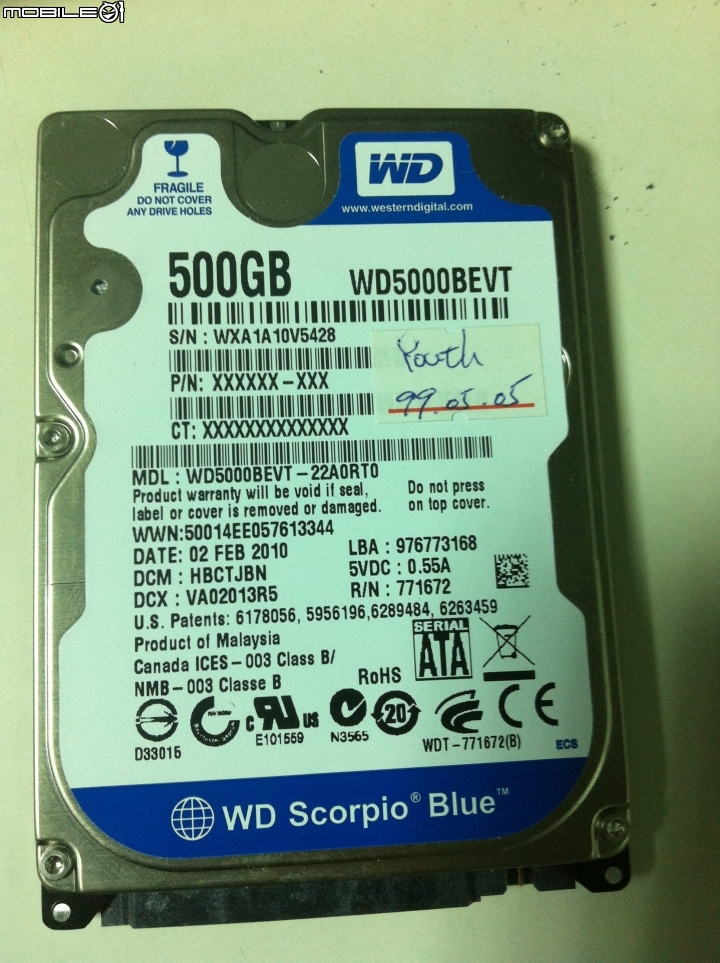 MOBILE01
FRAGILE
DO NOT COVER
ANY DRIVE HOLES
WD
www.westerndigital.com
500GB WD5000BEVT
S/N : WXA1A10V5428
Youth
99.05.05
P/N: XXXXXX-XXX
CT: XXXXXXXXXXXXXX
MDL : WD5000BEVT-22A0RT0
Product warranty will be void if seal,
label or cover is removed or damaged.
Do not press
on top cover.
WWN:50014EE057613344
DATE: 02 FEB 2010 LBA : 976773168
DCM : HBCTJBN 5VDC : 0.55A
DCX : VA02013R5 R/N : 771672
U.S. Patents: 6178056, 5956196,6289484, 6263459
Product of Malaysia
Canada ICES-003 Class B/
NMB-003 Classe B
RoHS
SERIAL
ATA
D33015
c RU US
E101559
N3565
20
WDT-771672(B)
CE
ECS
WD Scorpio® Blue™